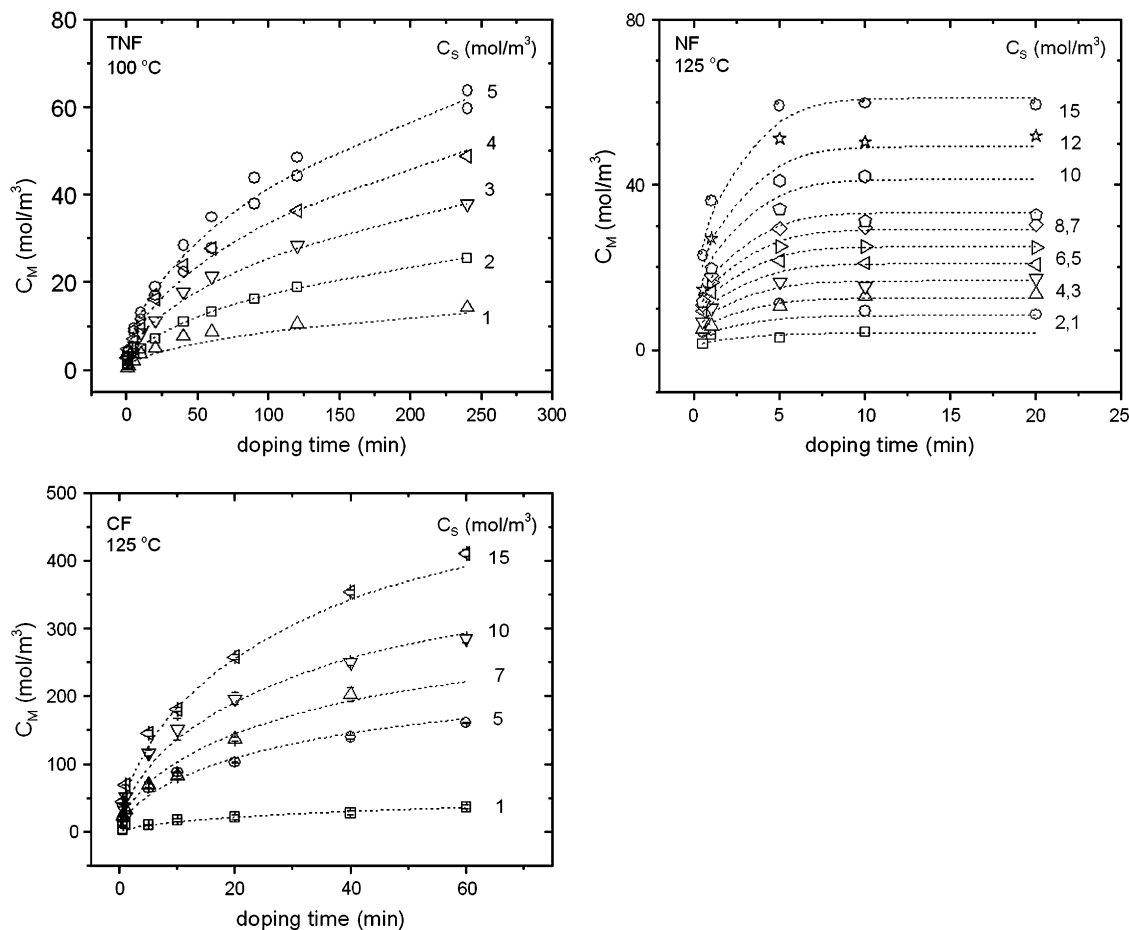 80
60
40
20
0
C_M (mol/m³)
TNF
100 °C
C_S (mol/m³)
5
4
3
2
1
0 50 100 150 200 250 300
doping time (min)
80
40
0
C_M (mol/m³)
NF
125 °C
C_S (mol/m³)
15
12
10
8,7
6,5
4,3
2,1
0 5 10 15 20 25
doping time (min)
500
400
300
200
100
0
C_M (mol/m³)
CF
125 °C
C_S (mol/m³)
15
10
7
5
1
0 20 40 60
doping time (min)